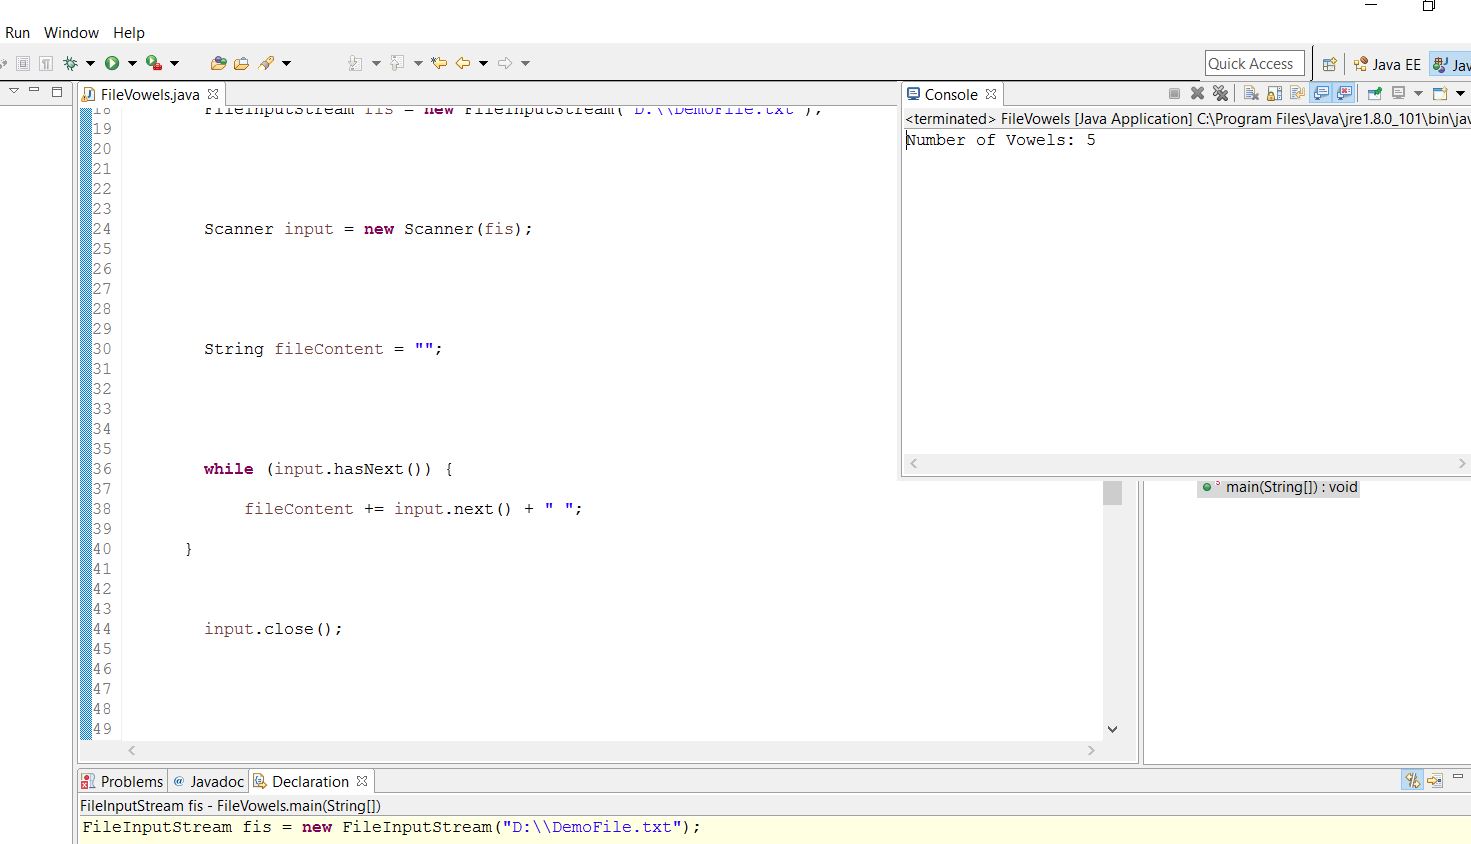 Run Window Help
Quick Access
Java EE
Jav
FileVowels.java
18 FileInputStream fis = new FileInputStream("D:\\DemoFile.txt");
19
20
21
22
23
24 Scanner input = new Scanner(fis);
25
26
27
28
29
30 String fileContent = "";
31
32
33
34
35
36 while (input.hasNext()) {
37
38 fileContent += input.next() + " ";
39
40 }
41
42
43
44 input.close();
45
46
47
48
49
Console
<terminated> FileVowels [Java Application] C:\Program Files\Java\jre1.8.0_101\bin\jav
Number of Vowels: 5
main(String[]) : void
Problems @ Javadoc Declaration
FileInputStream fis - FileVowels.main(String[])
FileInputStream fis = new FileInputStream("D:\\DemoFile.txt");